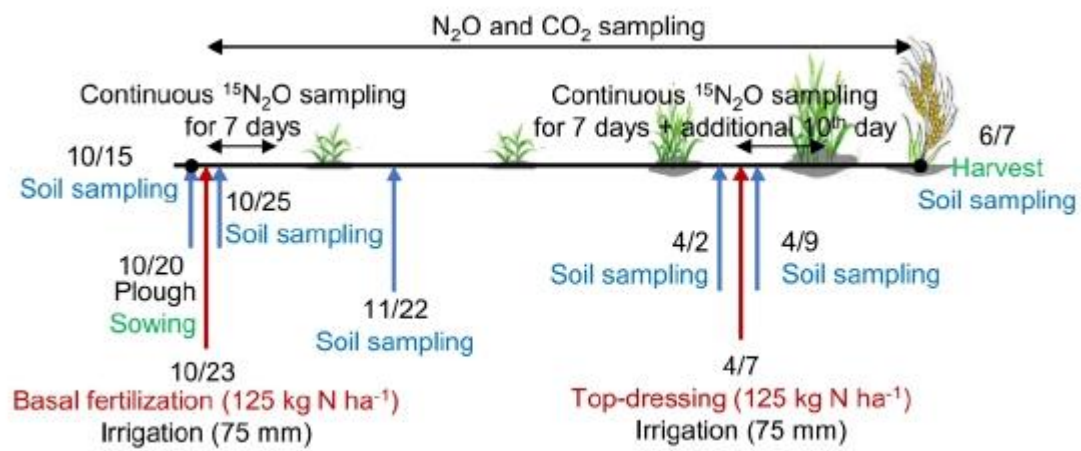 N₂O and CO₂ sampling
Continuous ¹⁵N₂O sampling
for 7 days
Continuous ¹⁵N₂O sampling
for 7 days + additional 10ᵗʰ day
10/15
Soil sampling
6/7
Harvest
Soil sampling
10/25
Soil sampling
10/20
Plough
Sowing
11/22
Soil sampling
4/2
Soil sampling
4/9
Soil sampling
10/23
Basal fertilization (125 kg N ha⁻¹)
Irrigation (75 mm)
4/7
Top-dressing (125 kg N ha⁻¹)
Irrigation (75 mm)